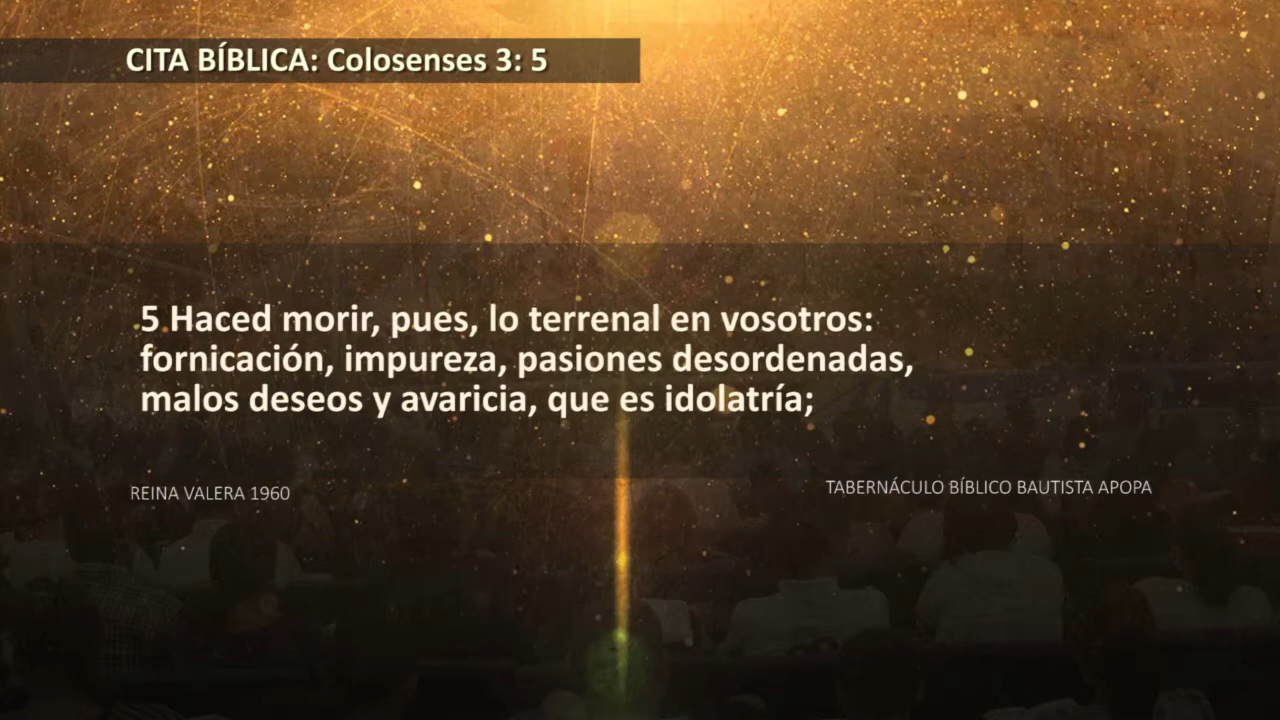 CITA BÍBLICA: Colosenses 3: 5
5 Haced morir, pues, lo terrenal en vosotros:
fornicación, impureza, pasiones desordenadas,
malos deseos y avaricia, que es idolatría;
REINA VALERA 1960
TABERNÁCULO BÍBLICO BAUTISTA APOPA